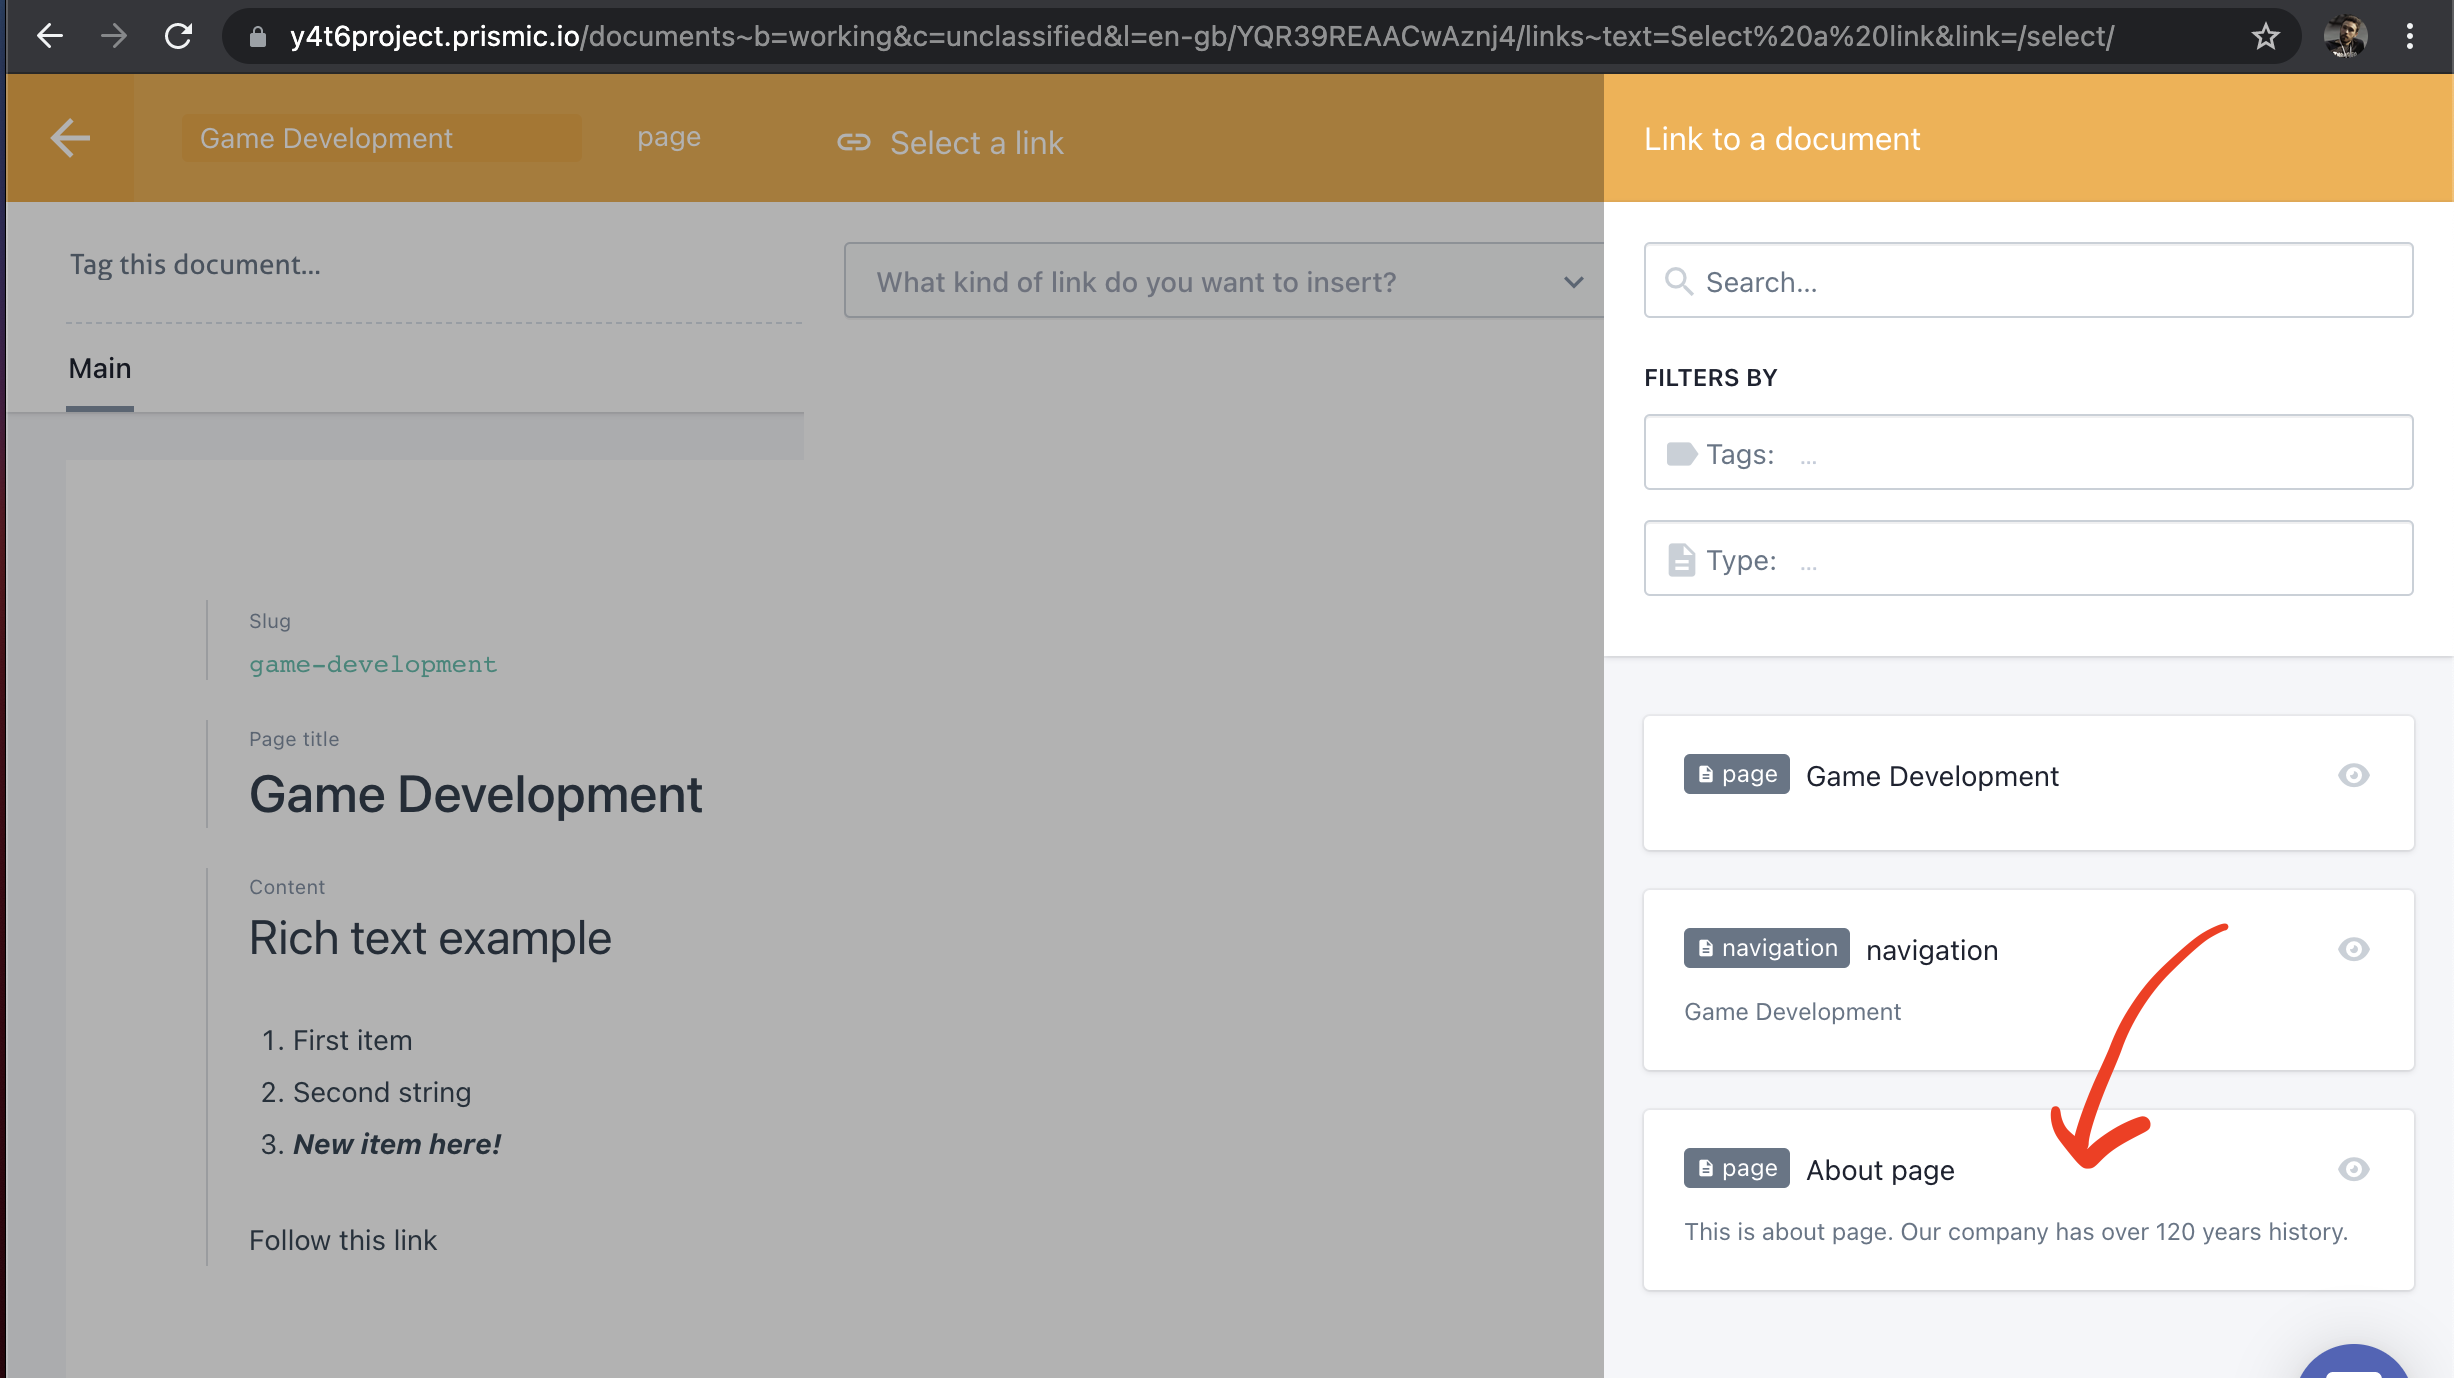 y4t6project.prismic.io/documents~b=working&c=unclassified&l=en-gb/YQR39REAACwAznj4/links~text=Select%20a%20link&link=/select/
Game Development
page
Select a link
Link to a document
Tag this document...
What kind of link do you want to insert?
Search...
Main
FILTERS BY
Tags: ...
Type: ...
Slug
game-development
Page title
Game Development
Content
Rich text example
1. First item
2. Second string
3. New item here!
Follow this link
page Game Development
navigation navigation
Game Development
page About page
This is about page. Our company has over 120 years history.